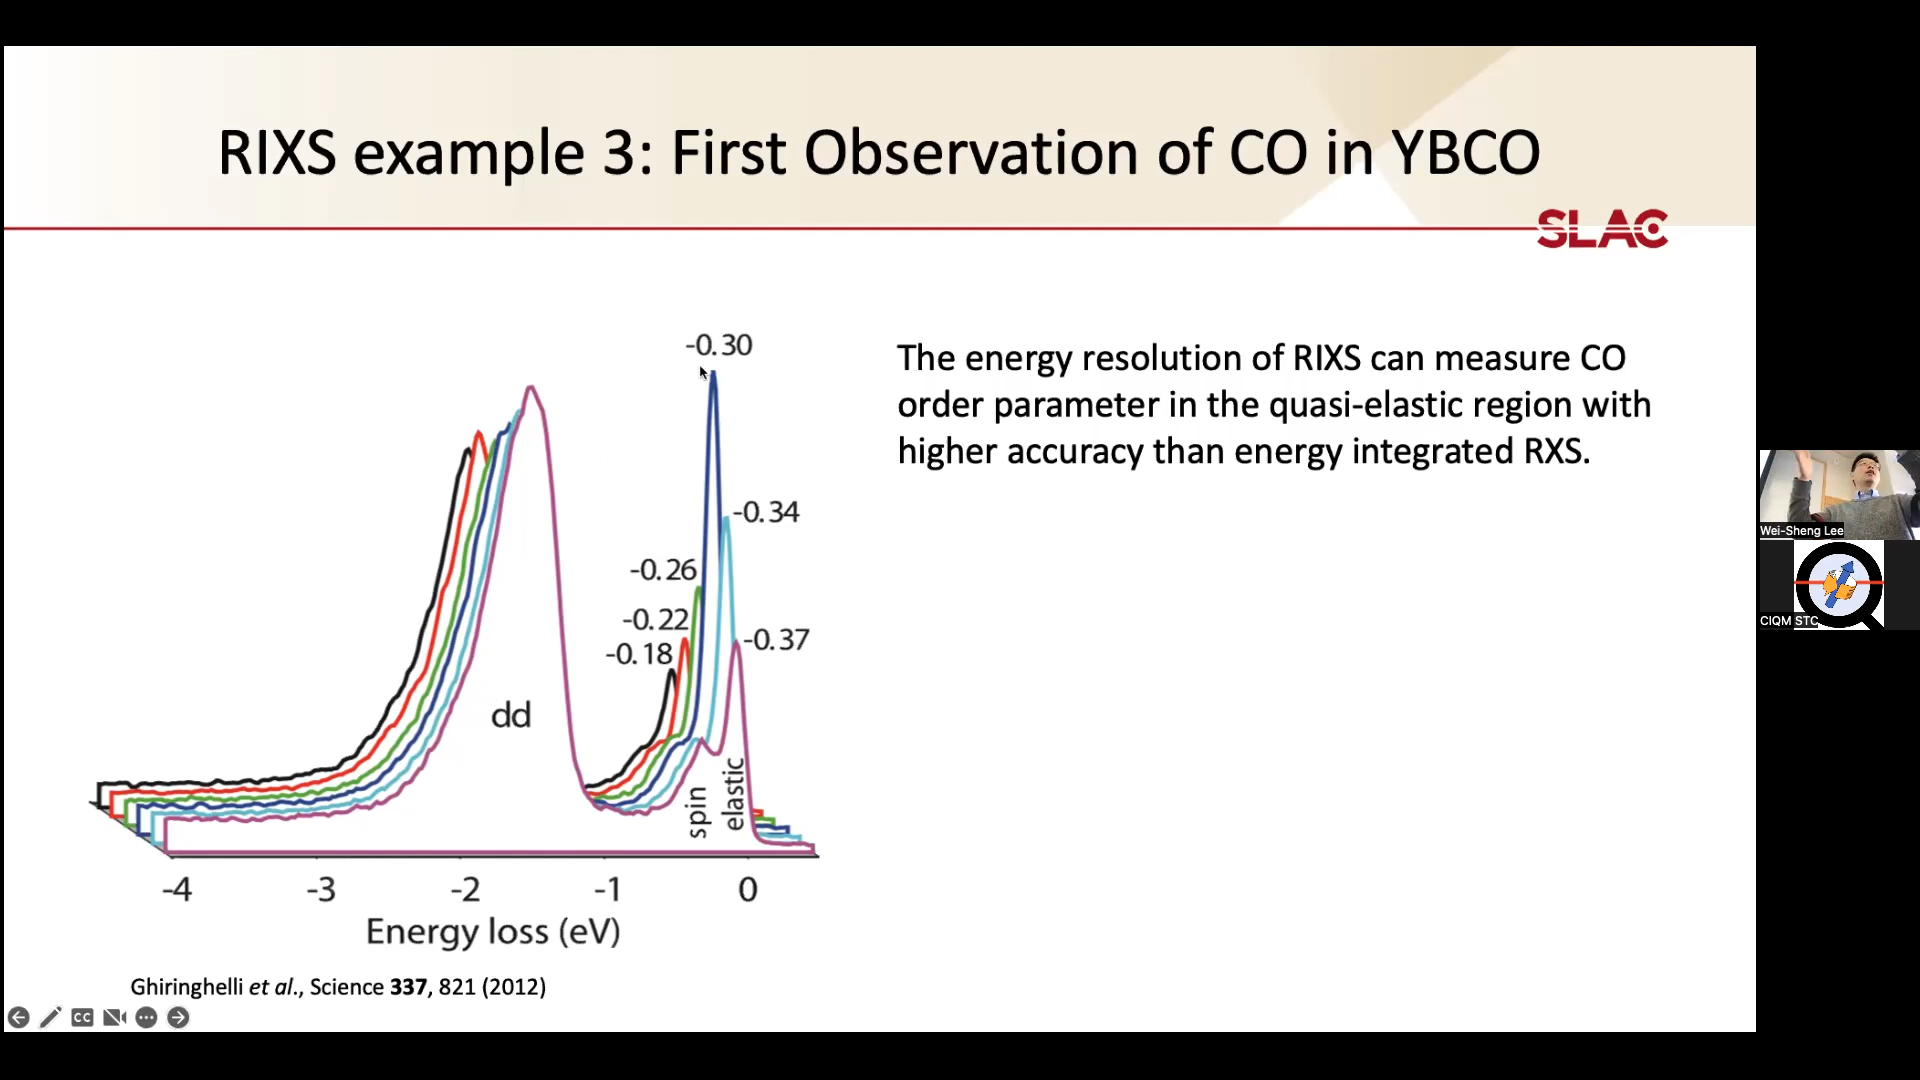 RIXS example 3: First Observation of CO in YBCO
SLAC
-0.30
-0.34
-0.26
-0.22
-0.37
-0.18
dd
spin
elastic
-4 -3 -2 -1 0
Energy loss (eV)
Ghiringhelli et al., Science 337, 821 (2012)
The energy resolution of RIXS can measure CO
order parameter in the quasi-elastic region with
higher accuracy than energy integrated RXS.
CC
Wei-Sheng Lee
CIQM STC